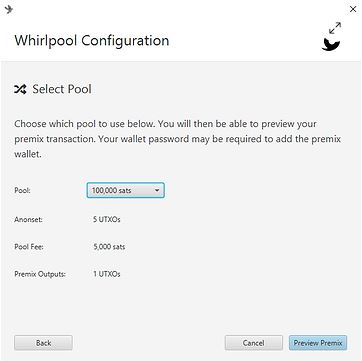 Whirlpool Configuration
Select Pool
Choose which pool to use below. You will then be able to preview your
premix transaction. Your wallet password may be required to add the premix
wallet.
Pool: 100,000 sats
Anonset: 5 UTXOs
Pool Fee: 5,000 sats
Premix Outputs: 1 UTXOs
Back Cancel Preview Premix